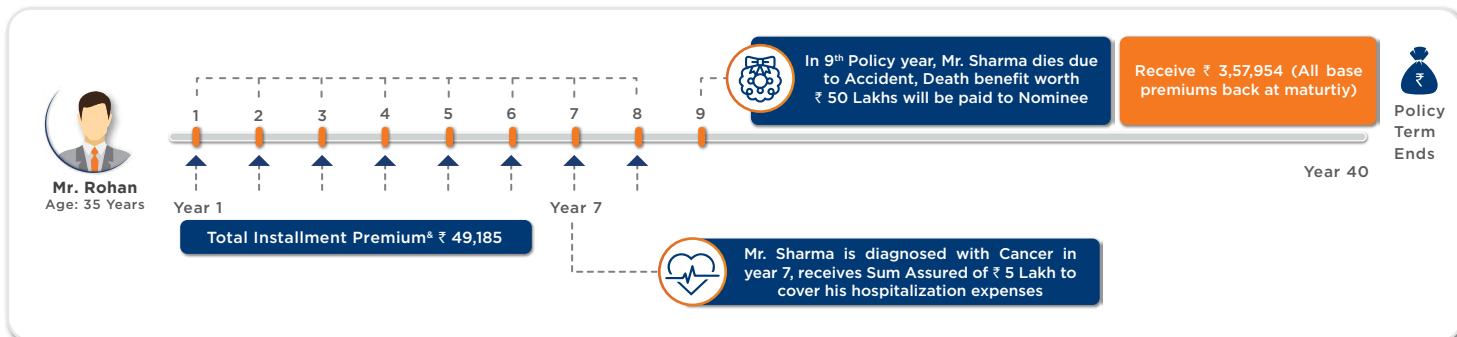 1 2 3 4 5 6 7 8 9
In 9th Policy year, Mr. Sharma dies due
to Accident, Death benefit worth
₹ 50 Lakhs will be paid to Nominee
Receive ₹ 3,57,954 (All base
premiums back at maturtiy)
₹
Policy
Term
Ends
Mr. Rohan
Age: 35 Years
Year 1
Year 7
Year 40
Total Installment Premium& ₹ 49,185
Mr. Sharma is diagnosed with Cancer in
year 7, receives Sum Assured of ₹ 5 Lakh to
cover his hospitalization expenses